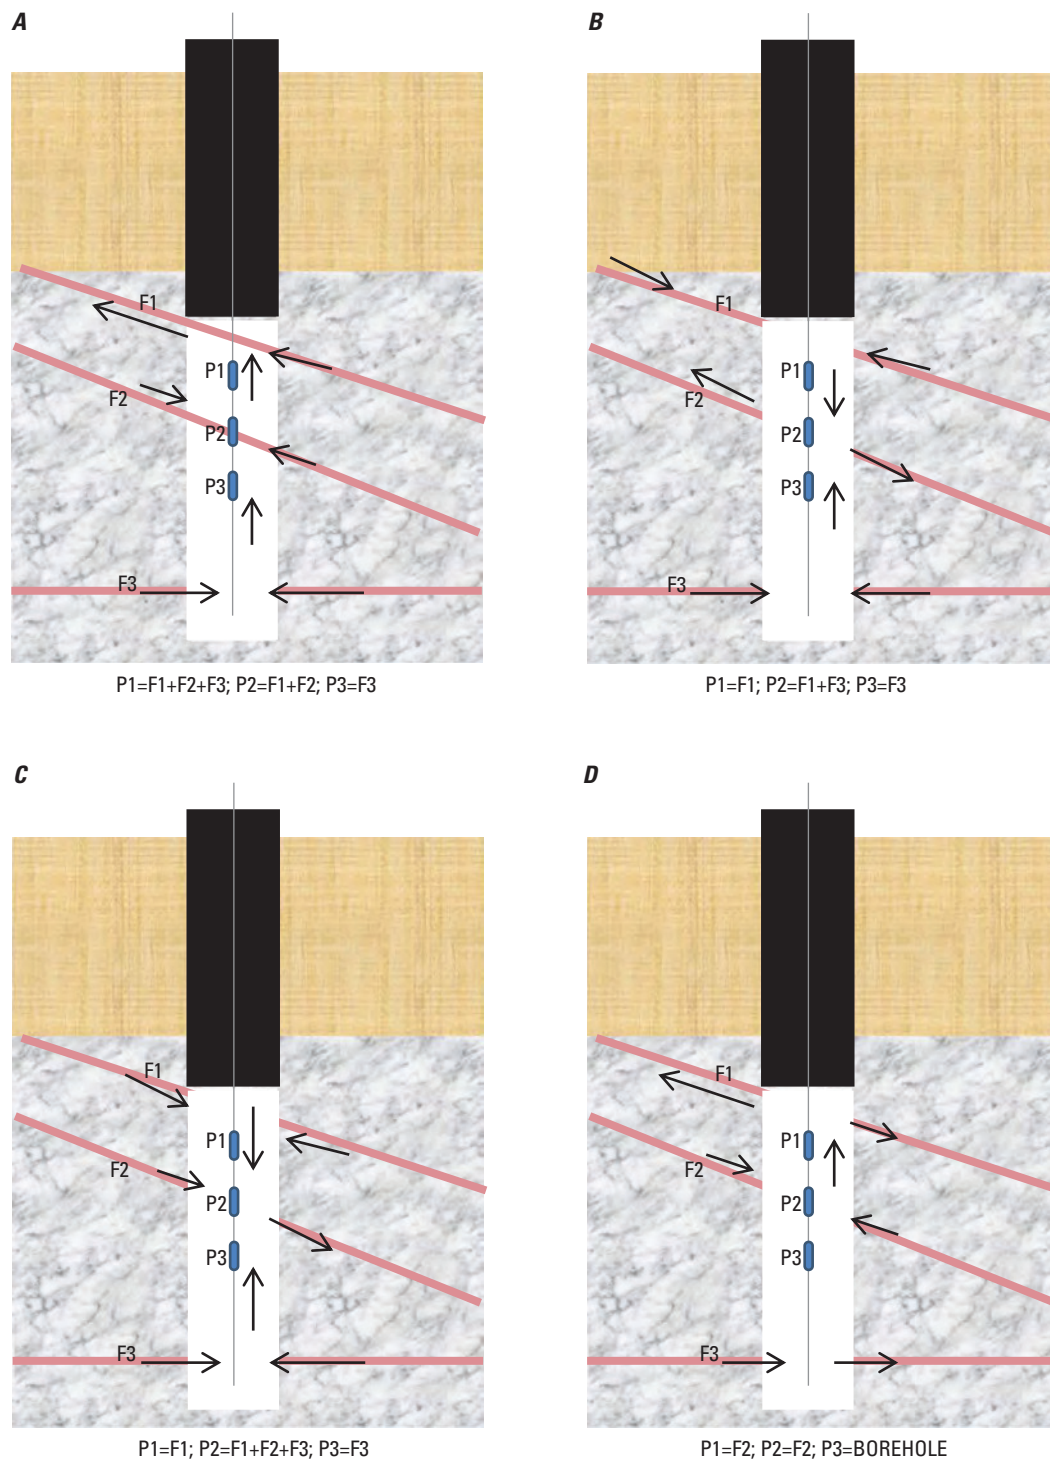 A
F1
P1
F2
P2
P3
F3
P1=F1+F2+F3; P2=F1+F2; P3=F3
B
F1
P1
F2
P2
P3
F3
P1=F1; P2=F1+F3; P3=F3
C
F1
P1
F2
P2
P3
F3
P1=F1; P2=F1+F2+F3; P3=F3
D
F1
P1
F2
P2
P3
F3
P1=F2; P2=F2; P3=BOREHOLE